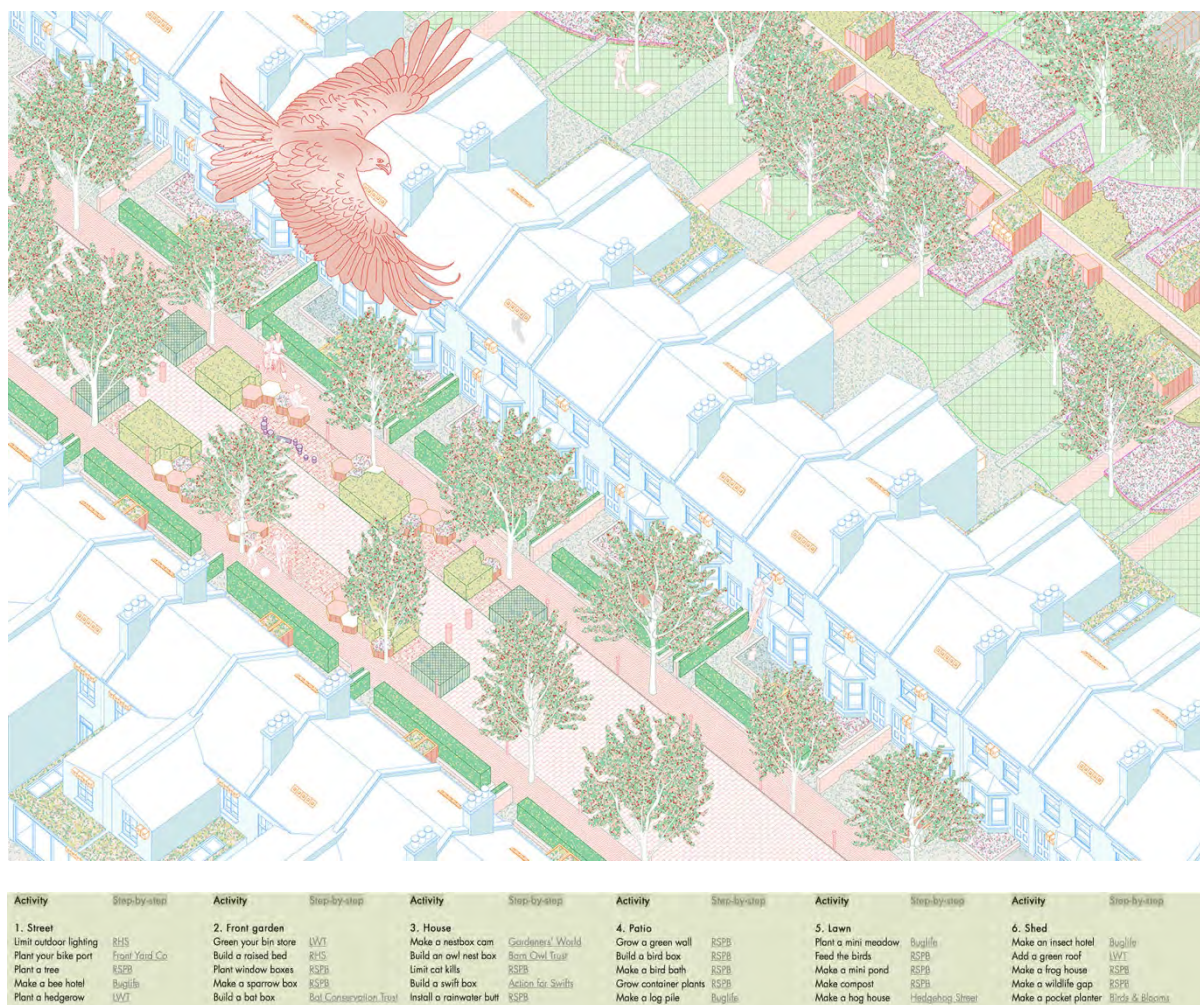 Activity Step-by-step Activity Step-by-step Activity Step-by-step Activity Step-by-step Activity Step-by-step Activity Step-by-step
1. Street 2. Front garden 3. House 4. Patio 5. Lawn 6. Shed
Limit outdoor lighting RHS Green your bin store LWT Make a nestbox cam Gardeners' World Grow a green wall RSPB Plant a mini meadow Buglife Make an insect hotel Buglife
Plant your bike port Front Yard Co Build a raised bed RHS Build an owl nest box Barn Owl Trust Build a bird box RSPB Feed the birds RSPB Add a green roof LWT
Plant a tree RSPB Plant window boxes RSPB Limit cat kills RSPB Make a bird bath RSPB Make a mini pond RSPB Make a frog house RSPB
Make a bee hotel Buglife Make a sparrow box RSPB Build a swift box Action for Swifts Grow container plants RSPB Make compost RSPB Make a wildlife gap RSPB
Plant a hedgerow LWT Build a bat box Bat Conservation Trust Install a rainwater butt RSPB Make a log pile Buglife Make a hog house Hedgehog Street Make a pocket planter Birds & Blooms